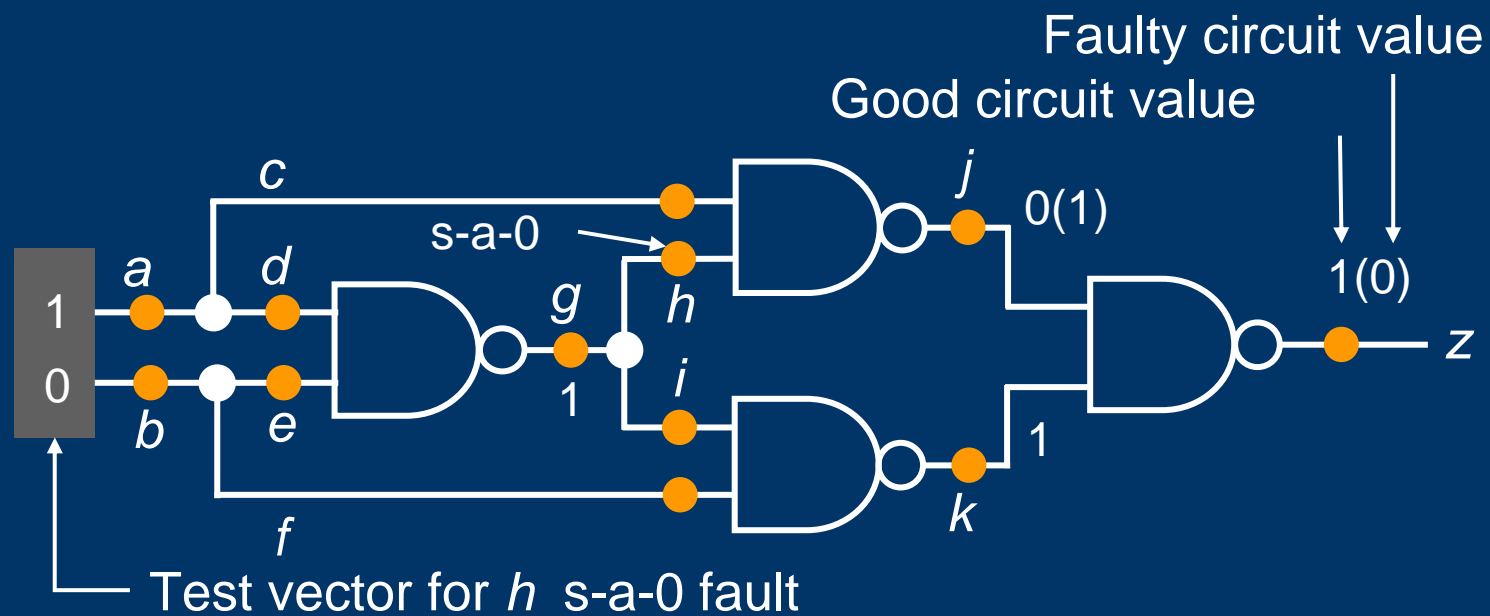 Faulty circuit value
Good circuit value
c
j
s-a-0
0(1)
a
d
1(0)
1
g
h
z
0
1
i
b
e
1
k
f
Test vector for h s-a-0 fault